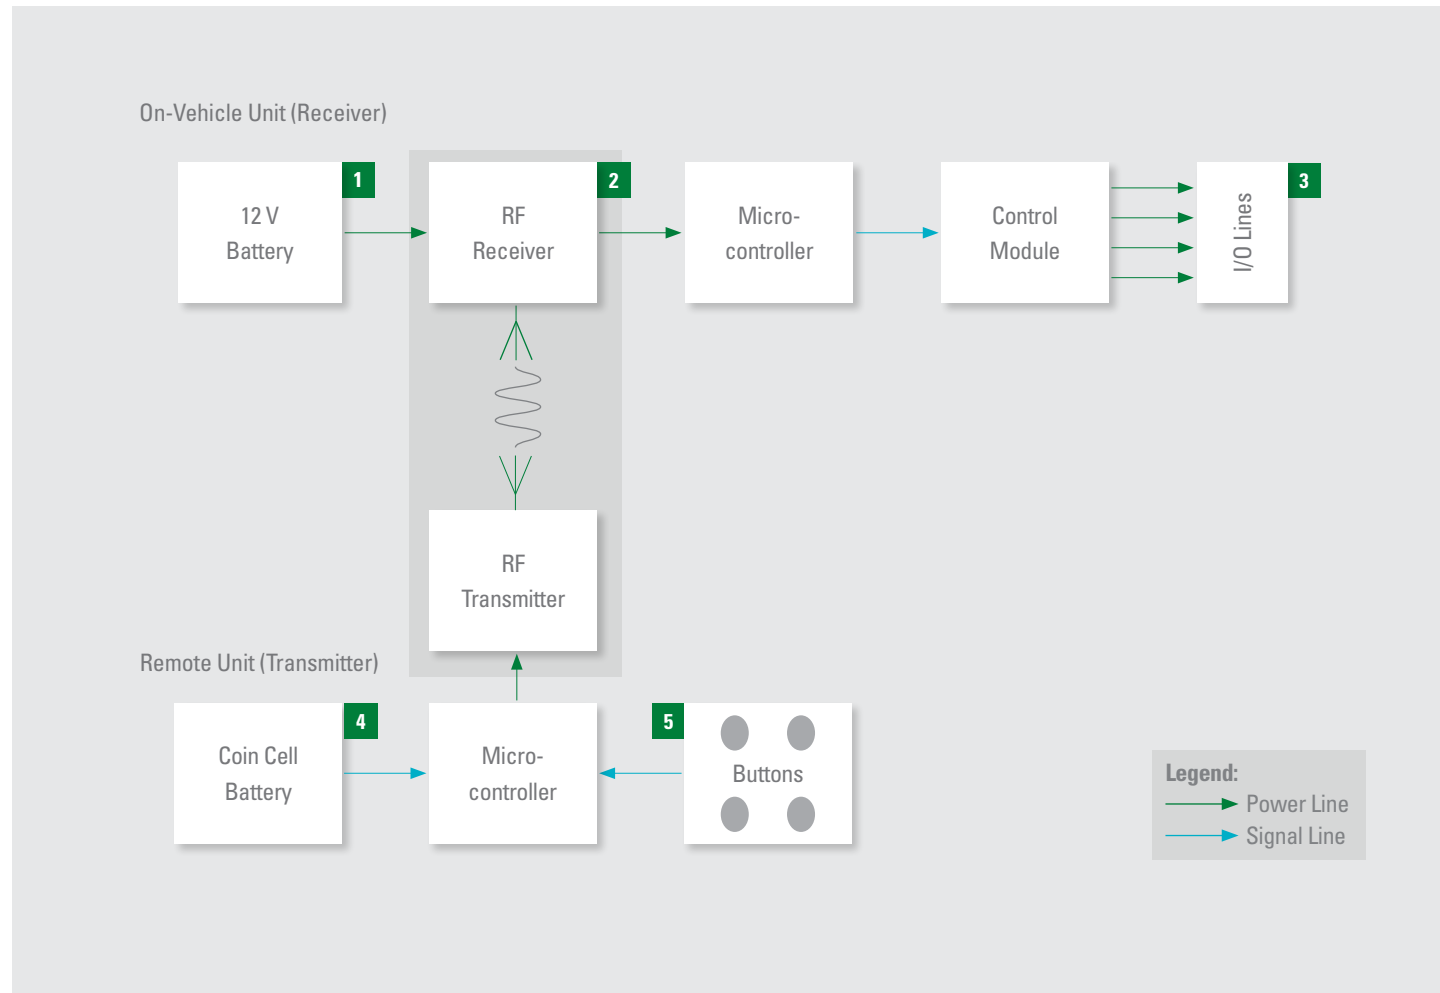 On-Vehicle Unit (Receiver)
1
2
3
12 V
Battery
RF
Receiver
Micro-
controller
Control
Module
I/O Lines
RF
Transmitter
Remote Unit (Transmitter)
4
5
Coin Cell
Battery
Micro-
controller
Buttons
Legend:
Power Line
Signal Line